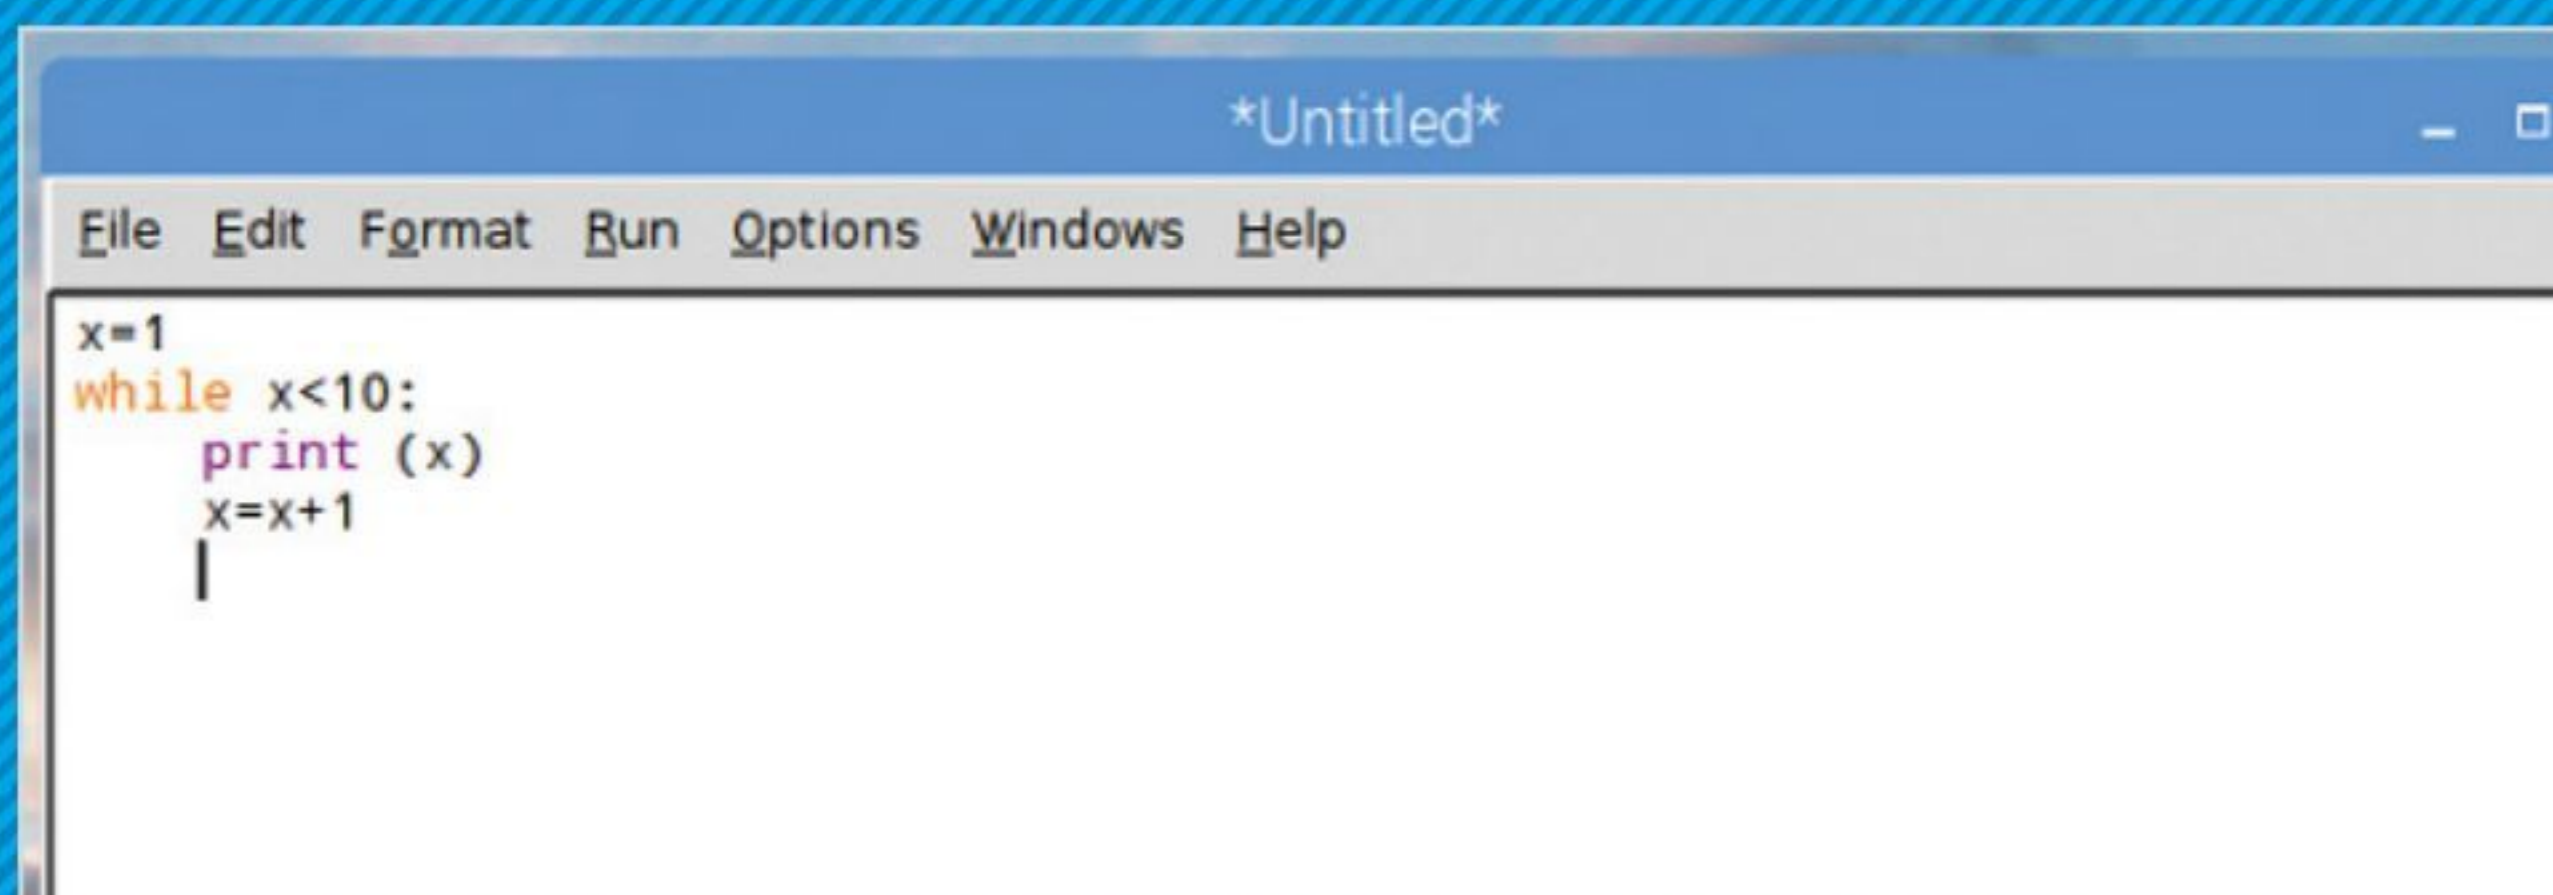 *Untitled*
File Edit Format Run Options Windows Help
x=1
while x<10:
    print (x)
    x=x+1